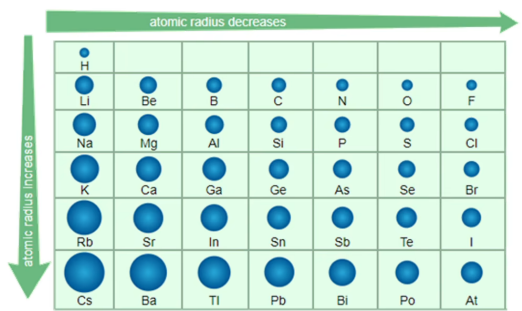 atomic radius decreases
atomic radius increases
H
Li Be B C N O F
Na Mg Al Si P S Cl
K Ca Ga Ge As Se Br
Rb Sr In Sn Sb Te I
Cs Ba Tl Pb Bi Po At